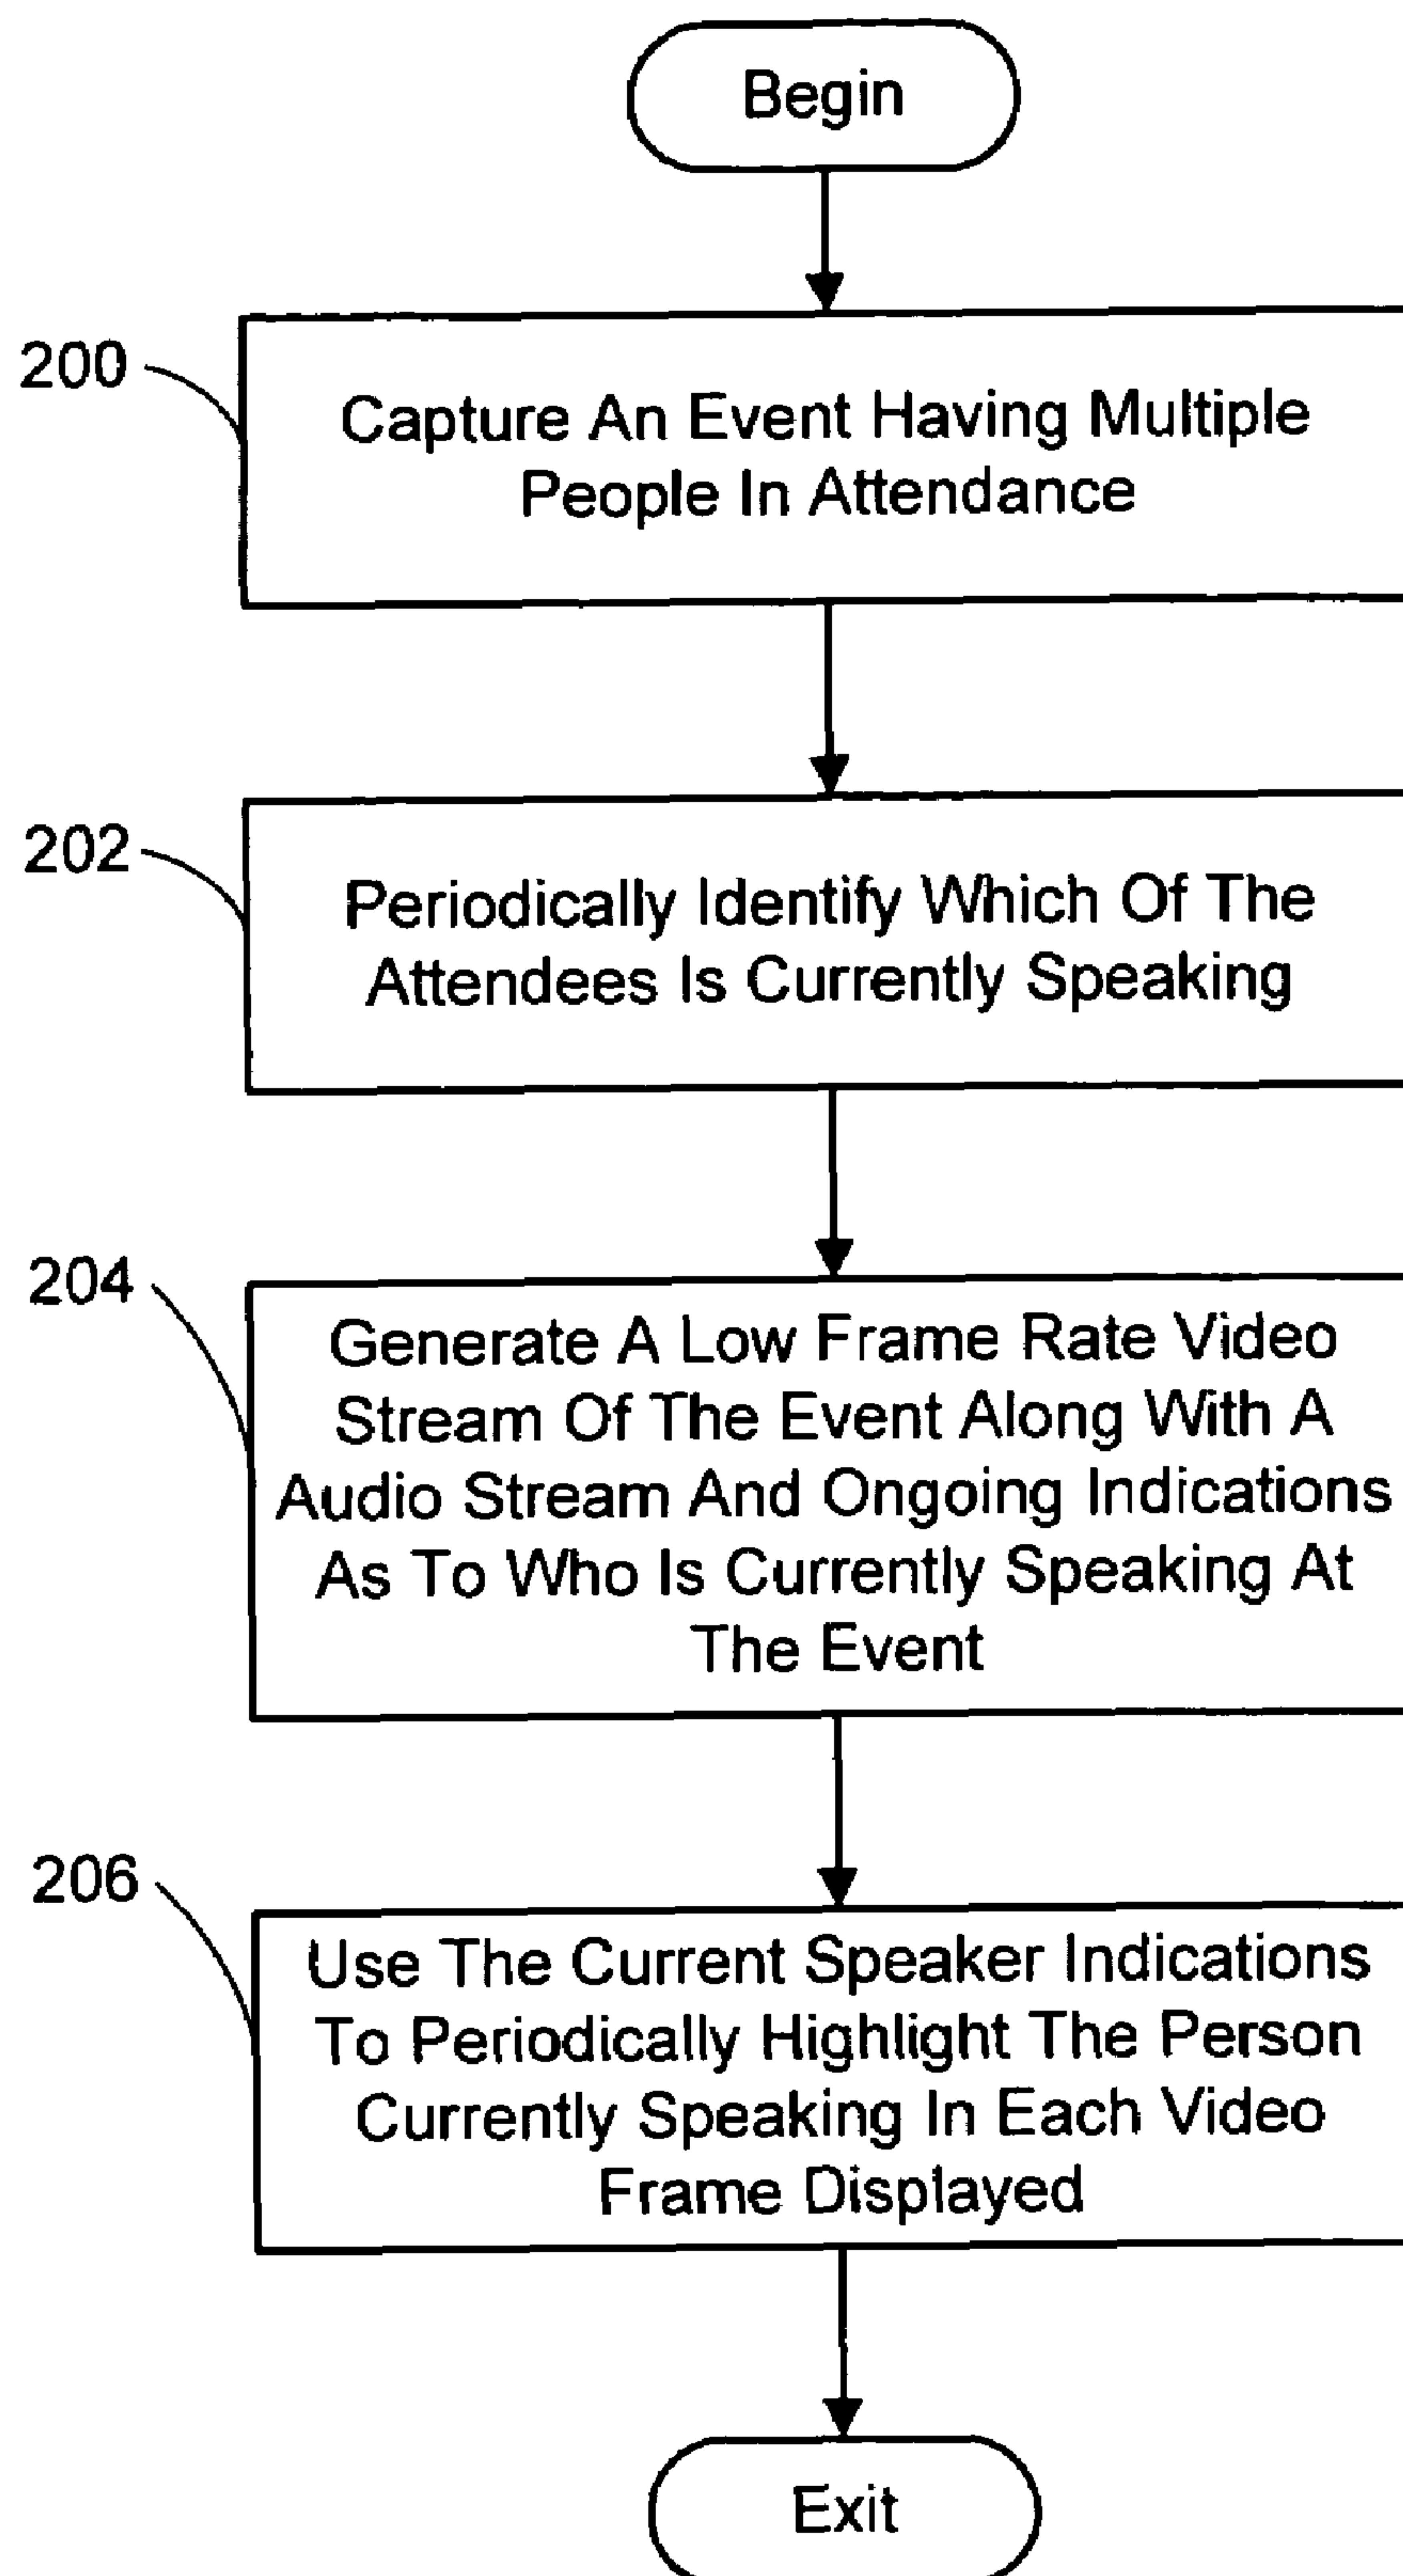 Begin
200
Capture An Event Having Multiple
People In Attendance
202
Periodically Identify Which Of The
Attendees Is Currently Speaking
204
Generate A Low Frame Rate Video
Stream Of The Event Along With A
Audio Stream And Ongoing Indications
As To Who Is Currently Speaking At
The Event
206
Use The Current Speaker Indications
To Periodically Highlight The Person
Currently Speaking In Each Video
Frame Displayed
Exit